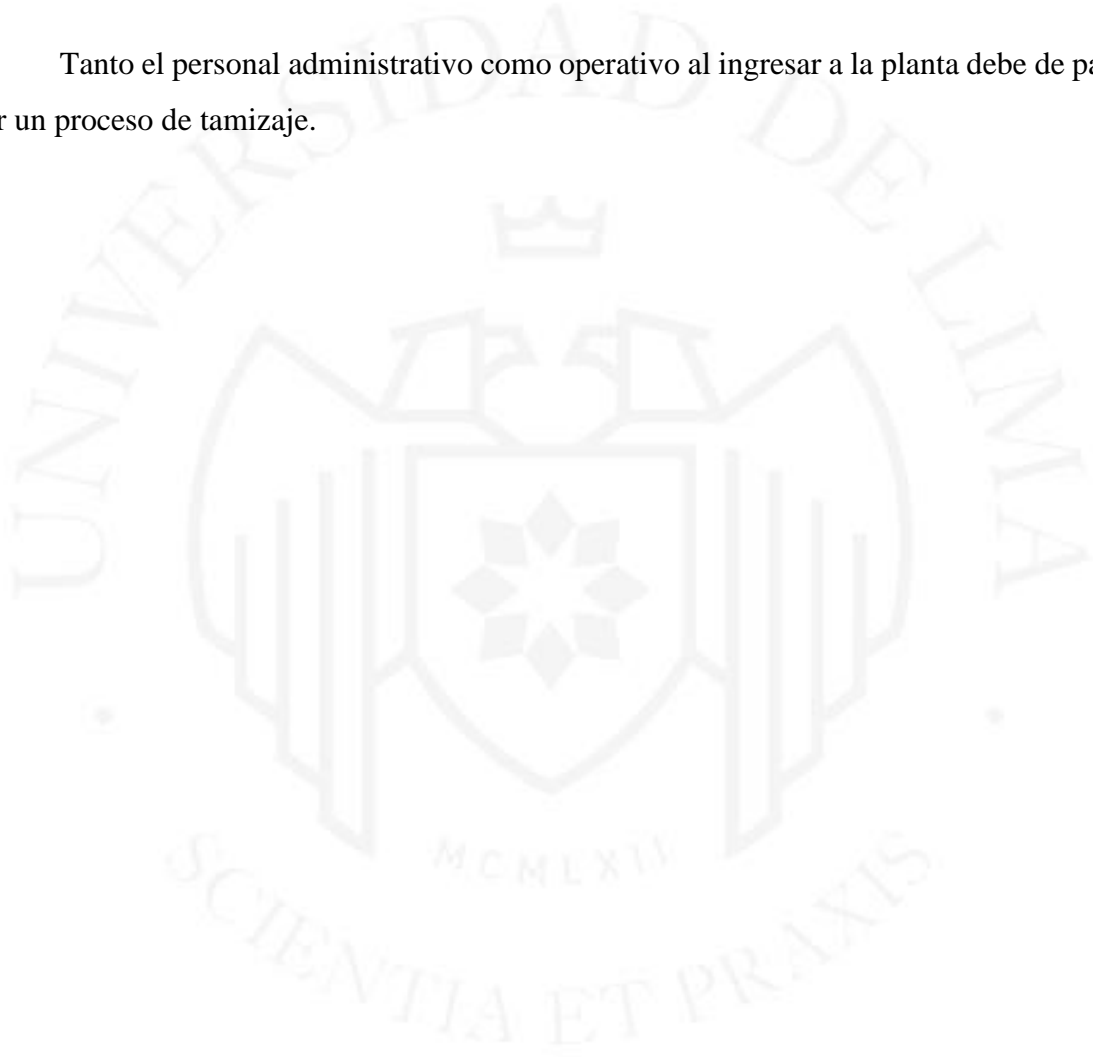 Tanto el personal administrativo como operativo al ingresar a la planta debe de pa
r un proceso de tamizaje.
UNIVERSIDAD DE LIMA
MCMLXII
SCIENTIA ET PRAXIS